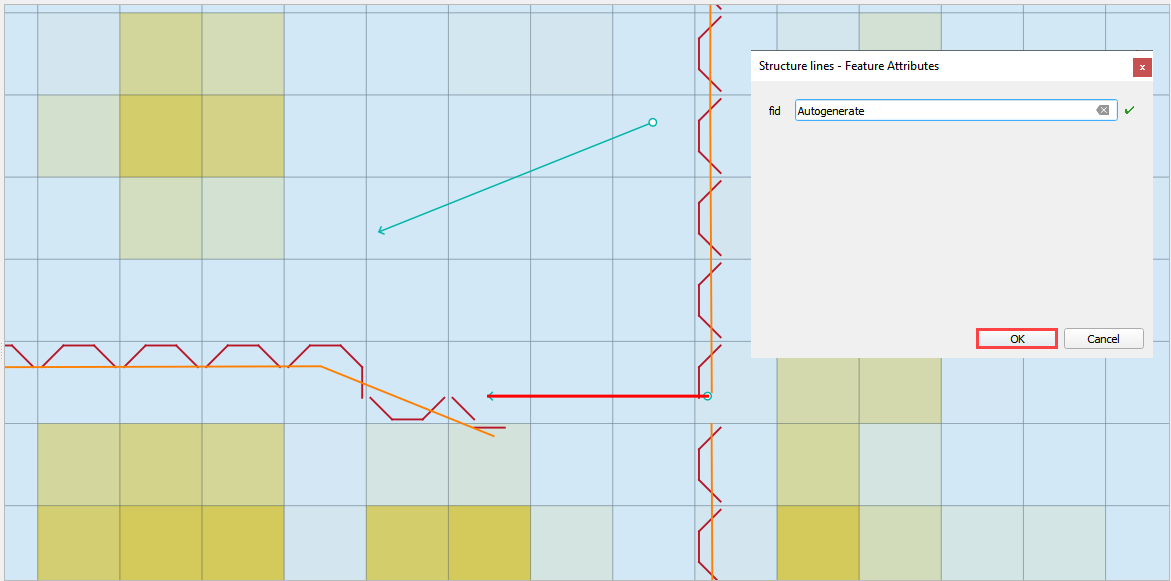 Structure lines - Feature Attributes
fid Autogenerate
OK Cancel